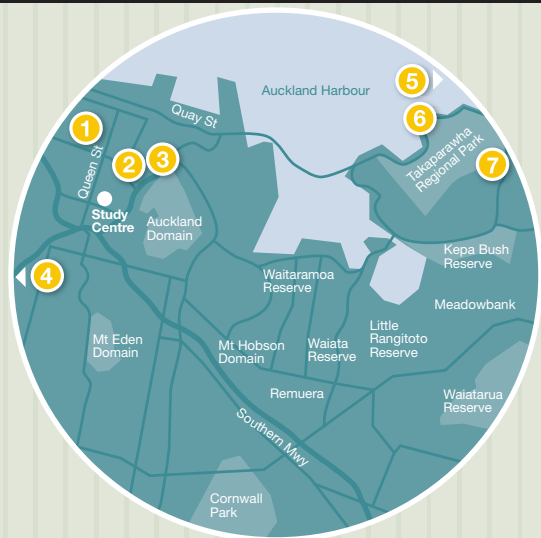 Auckland Harbour
5
6
Quay St
1
Queen St
2
3
Takaparawha
Regional Park
7
Study
Centre
Auckland
Domain
4
Kepa Bush
Reserve
Waitaramoa
Reserve
Meadowbank
Mt Eden
Domain
Mt Hobson
Domain
Waiata
Reserve
Little
Rangitoto
Reserve
Remuera
Waiatarua
Reserve
Southern Mwy
Cornwall
Park